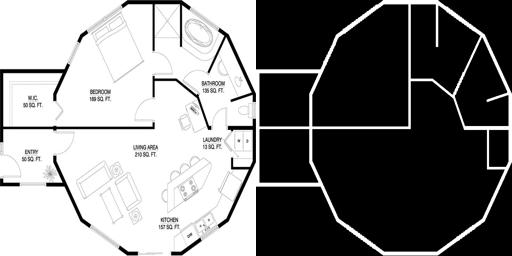 BEDROOM
169 SQ. FT.
BATHROOM
135 SQ. FT.
W.I.C.
50 SQ. FT.
ENTRY
50 SQ. FT.
LIVING AREA
210 SQ. FT.
LAUNDRY
13 SQ. FT.
W D
KITCHEN
157 SQ. FT.
DW